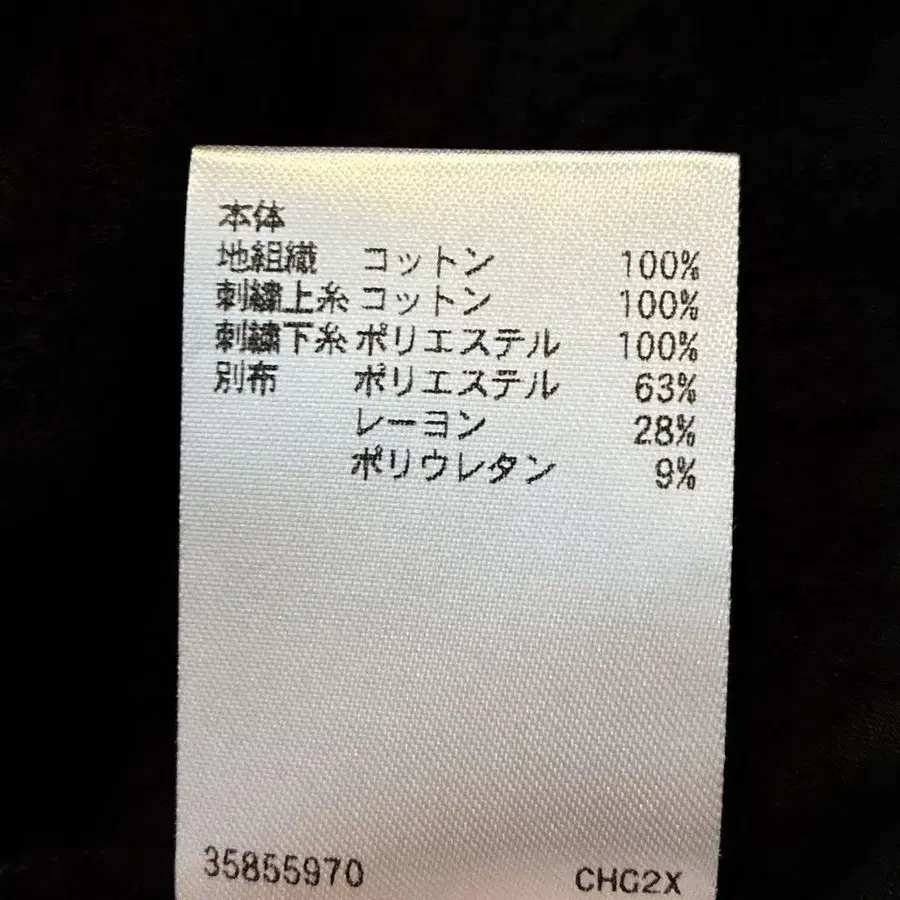 本体
地組織 コットン 100%
刺繍上糸 コットン 100%
刺繍下糸 ポリエステル 100%
別布 ポリエステル 63%
レーヨン 28%
ポリウレタン 9%
35855970 CHG2X